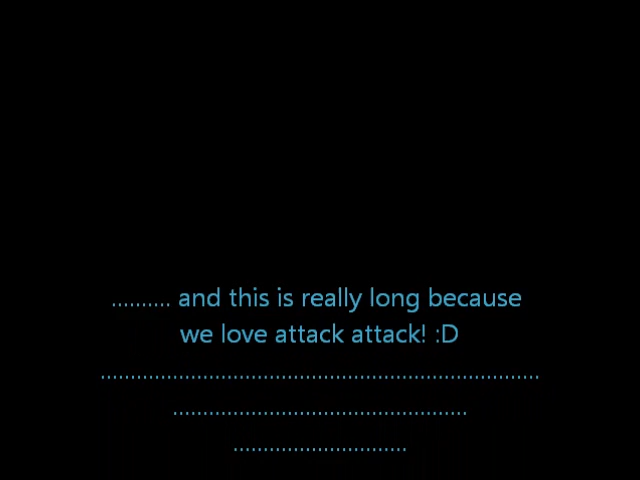 .......... and this is really long because
we love attack attack! :D
.........................................................................
.................................................
.............................